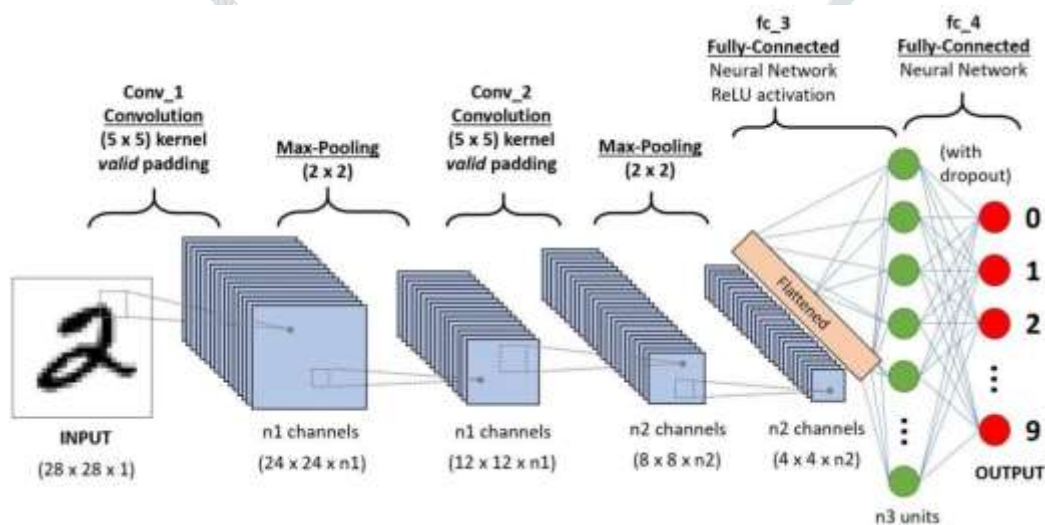 fc_3
Fully-Connected
Neural Network
ReLU activation
fc_4
Fully-Connected
Neural Network
Conv_1
Convolution
(5 x 5) kernel
valid padding
Max-Pooling
(2 x 2)
Conv_2
Convolution
(5 x 5) kernel
valid padding
Max-Pooling
(2 x 2)
(with
dropout)
2
Flattened
0
1
2
...
9
...
INPUT
(28 x 28 x 1)
n1 channels
(24 x 24 x n1)
n1 channels
(12 x 12 x n1)
n2 channels
(8 x 8 x n2)
n2 channels
(4 x 4 x n2)
OUTPUT
n3 units